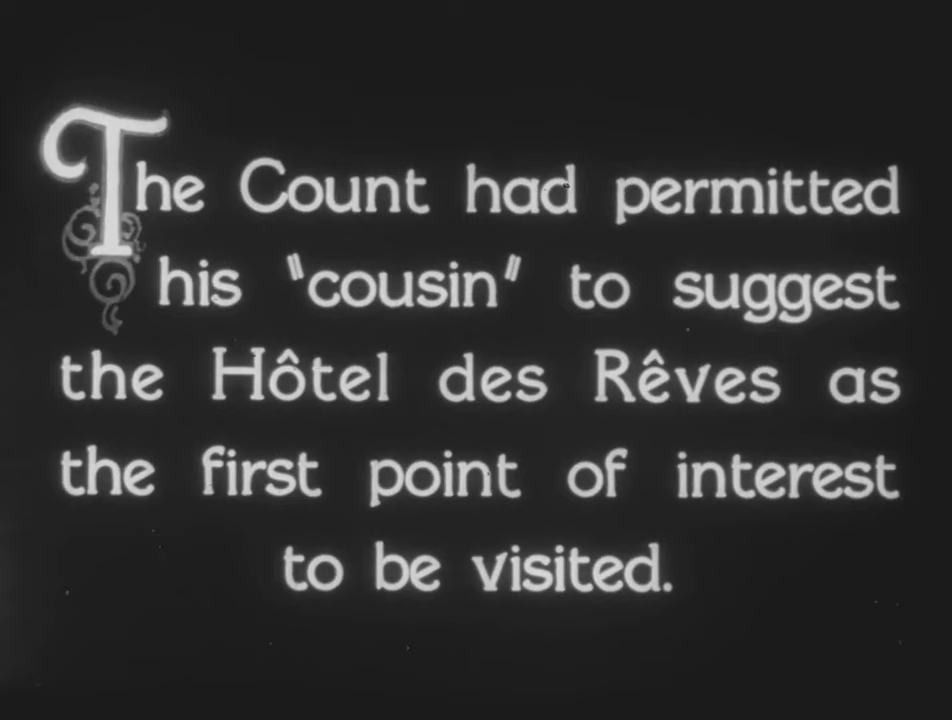 The Count had permitted
his "cousin" to suggest
the Hôtel des Rêves as
the first point of interest
to be visited.